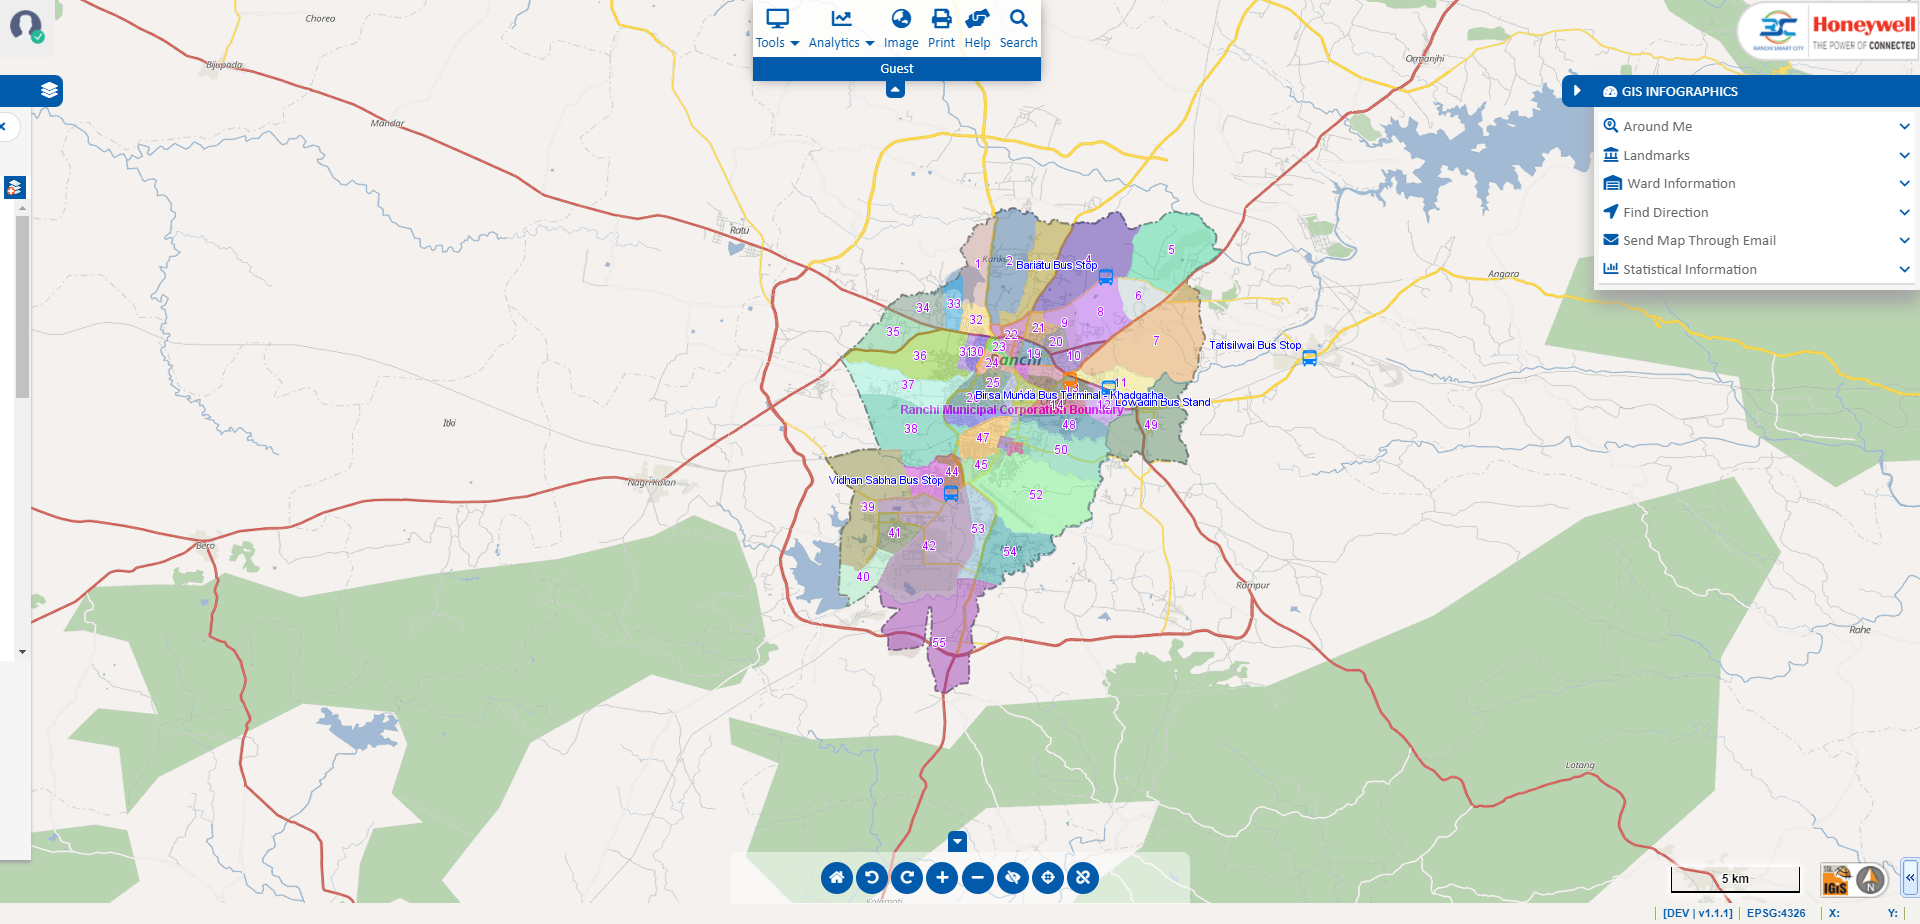 Tools
Analytics
Image
Print
Help
Search
Guest
RANCHI SMART CITY
Honeywell
THE POWER OF CONNECTED
GIS INFOGRAPHICS
Around Me
Landmarks
Ward Information
Find Direction
Send Map Through Email
Statistical Information
Chorea
Bijupada
Mandar
Ormanjhi
Ratu
Angara
Itki
Nagri Kalan
Bero
Rampur
Rahe
Lotang
1
2
4
5
Bariatu Bus Stop
6
33
34
32
8
9
35
22
21
7
20
36
31
30
23
19
10
Ranchi
24
Tatisilwai Bus Stop
37
25
11
Birsa Munda Bus Terminal - Khadgarha
14
12
Lowadih Bus Stand
Ranchi Municipal Corporation Boundary
38
48
49
47
50
45
44
Vidhan Sabha Bus Stop
52
39
53
41
42
54
40
55
5 km
IGiS
N
[DEV | v1.1.1]
EPSG:4326
X:
Y: